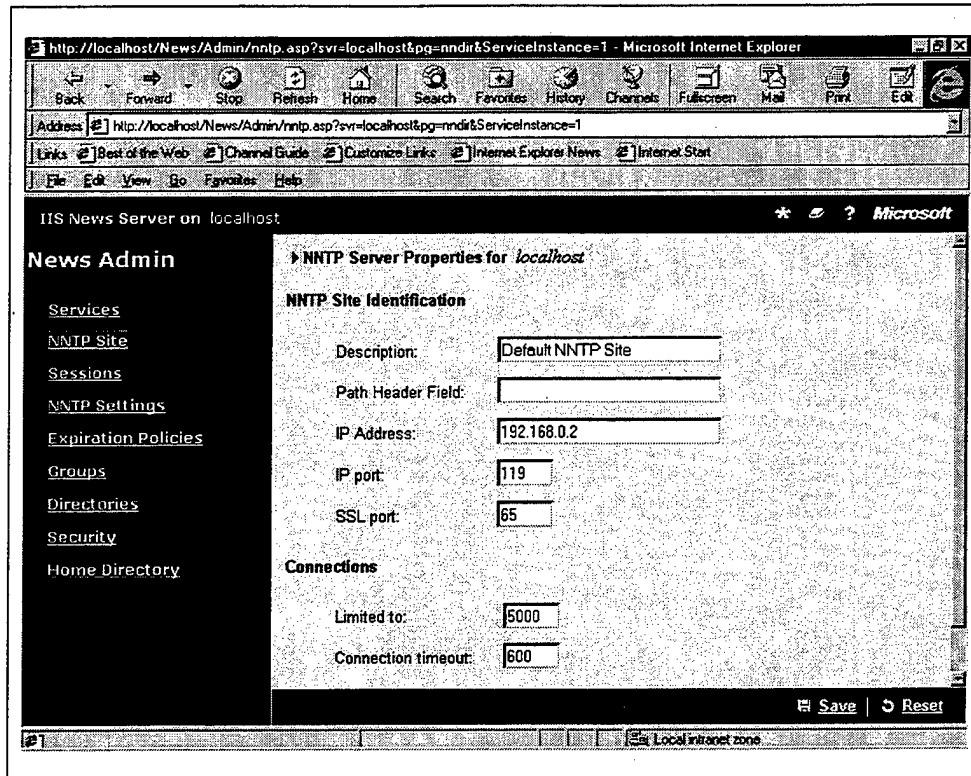 http://localhost/News/Admin/nntp.asp?svr=localhost&pg=nndir&ServiceInstance=1 - Microsoft Internet Explorer
Back Forward Stop Refresh Home Search Favorites History Channels Fullscreen Mail Print Edit
Address http://localhost/News/Admin/nntp.asp?svr=localhost&pg=nndir&ServiceInstance=1
Links Best of the Web Channel Guide Customize Links Internet Explorer News Internet Start
File Edit View Go Favorites Help
IIS News Server on localhost ? Microsoft
News Admin
Services
NNTP Site
Sessions
NNTP Settings
Expiration Policies
Groups
Directories
Security
Home Directory
NNTP Server Properties for localhost
NNTP Site Identification
Description: Default NNTP Site
Path Header Field:
IP Address: 192.168.0.2
IP port: 119
SSL port: 65
Connections
Limited to: 5000
Connection timeout: 600
Save | Reset
Local intranet zone